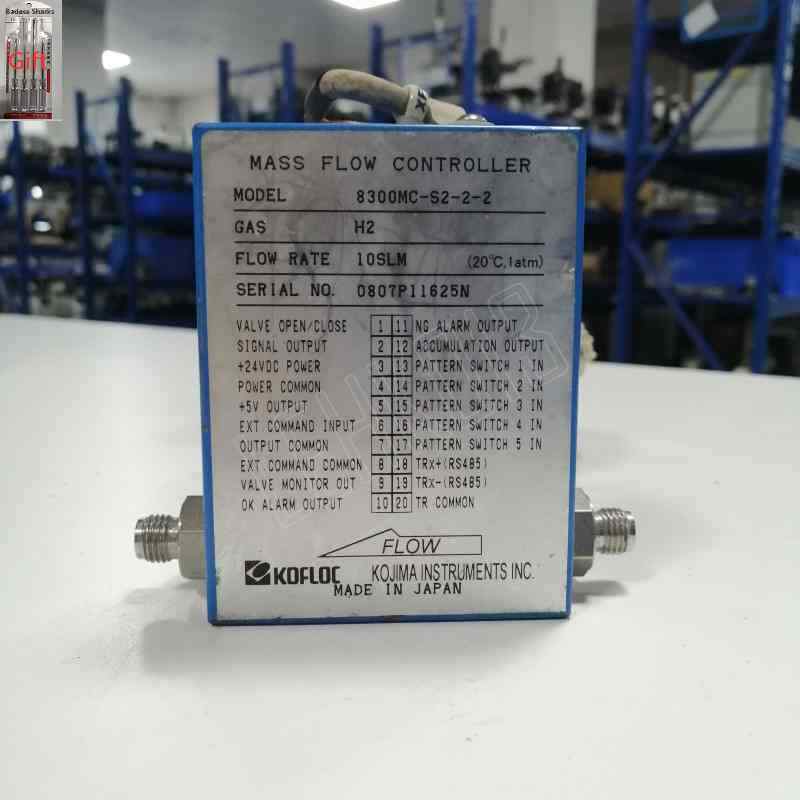 Badass Sharks
Gift
MASS FLOW CONTROLLER
MODEL 8300MC-S2-2-2
GAS H2
FLOW RATE 10SLM (20°C, 1atm)
SERIAL NO. 0807P11625N
VALVE OPEN/CLOSE 1 11 NG ALARM OUTPUT
SIGNAL OUTPUT 2 12 ACCUMULATION OUTPUT
+24VDC POWER 3 13 PATTERN SWITCH 1 IN
POWER COMMON 4 14 PATTERN SWITCH 2 IN
+5V OUTPUT 5 15 PATTERN SWITCH 3 IN
EXT COMMAND INPUT 6 16 PATTERN SWITCH 4 IN
OUTPUT COMMON 7 17 PATTERN SWITCH 5 IN
EXT.COMMAND COMMON 8 18 TRx+(RS485)
VALVE MONITOR OUT 9 19 TRx-(RS485)
OK ALARM OUTPUT 10 20 TR COMMON
FLOW
KOFLOC KOJIMA INSTRUMENTS INC.
MADE IN JAPAN